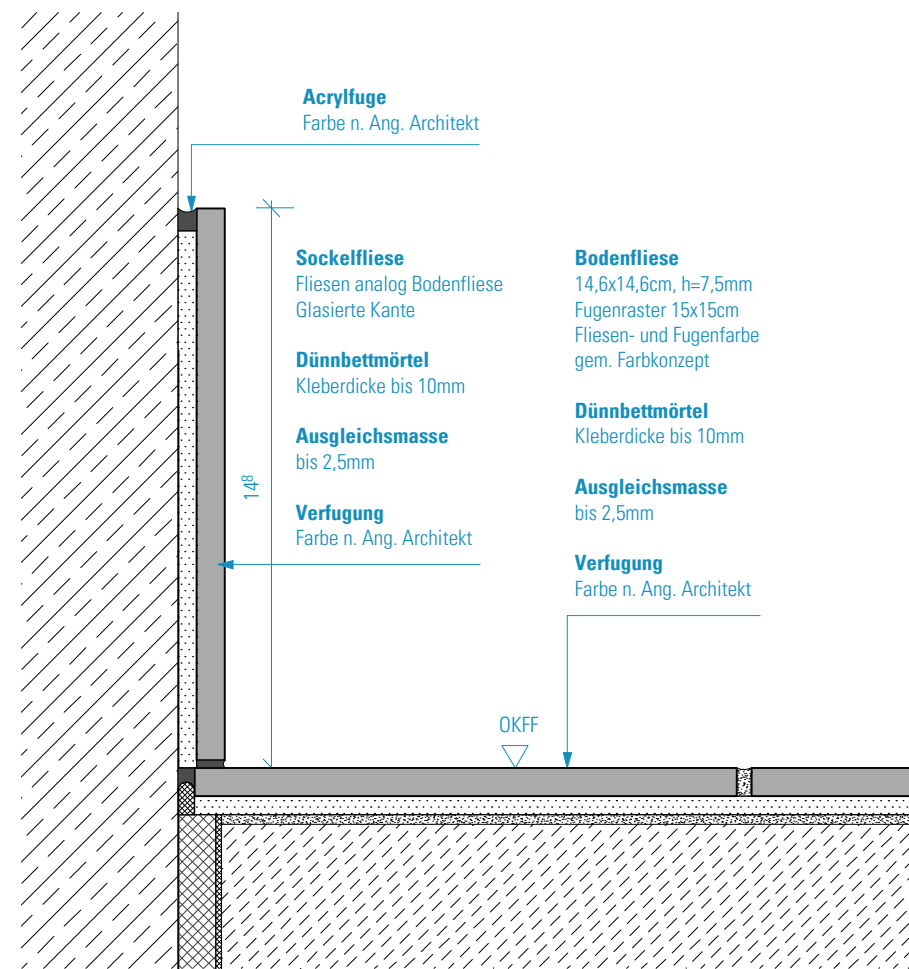 Acrylfuge
Farbe n. Ang. Architekt
Sockelfliese
Fliesen analog Bodenfliese
Glasierte Kante
Dünnbettmörtel
Kleberdicke bis 10mm
Ausgleichsmasse
bis 2,5mm
Verfugung
Farbe n. Ang. Architekt
14⁸
Bodenfliese
14,6x14,6cm, h=7,5mm
Fugenraster 15x15cm
Fliesen- und Fugenfarbe
gem. Farbkonzept
Dünnbettmörtel
Kleberdicke bis 10mm
Ausgleichsmasse
bis 2,5mm
Verfugung
Farbe n. Ang. Architekt
OKFF